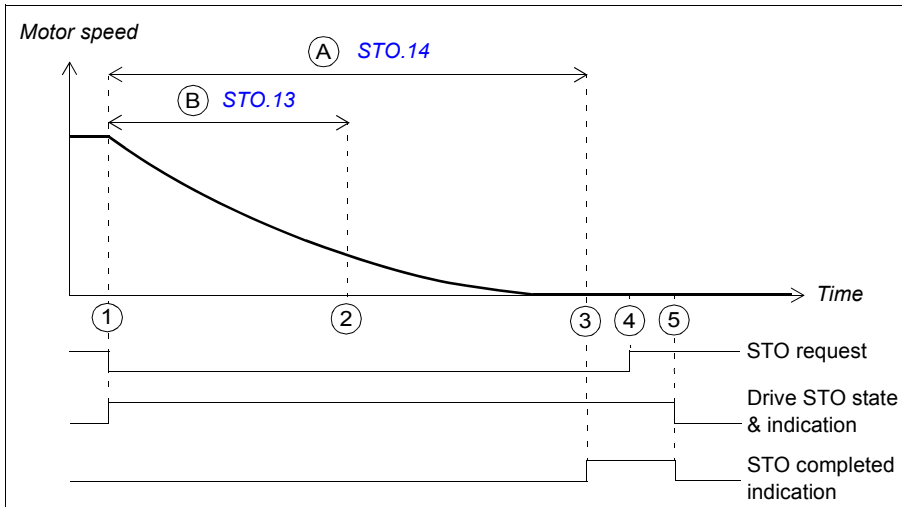 Motor speed
A STO.14
B STO.13
Time
1 2 3 4 5
STO request
Drive STO state
& indication
STO completed
indication